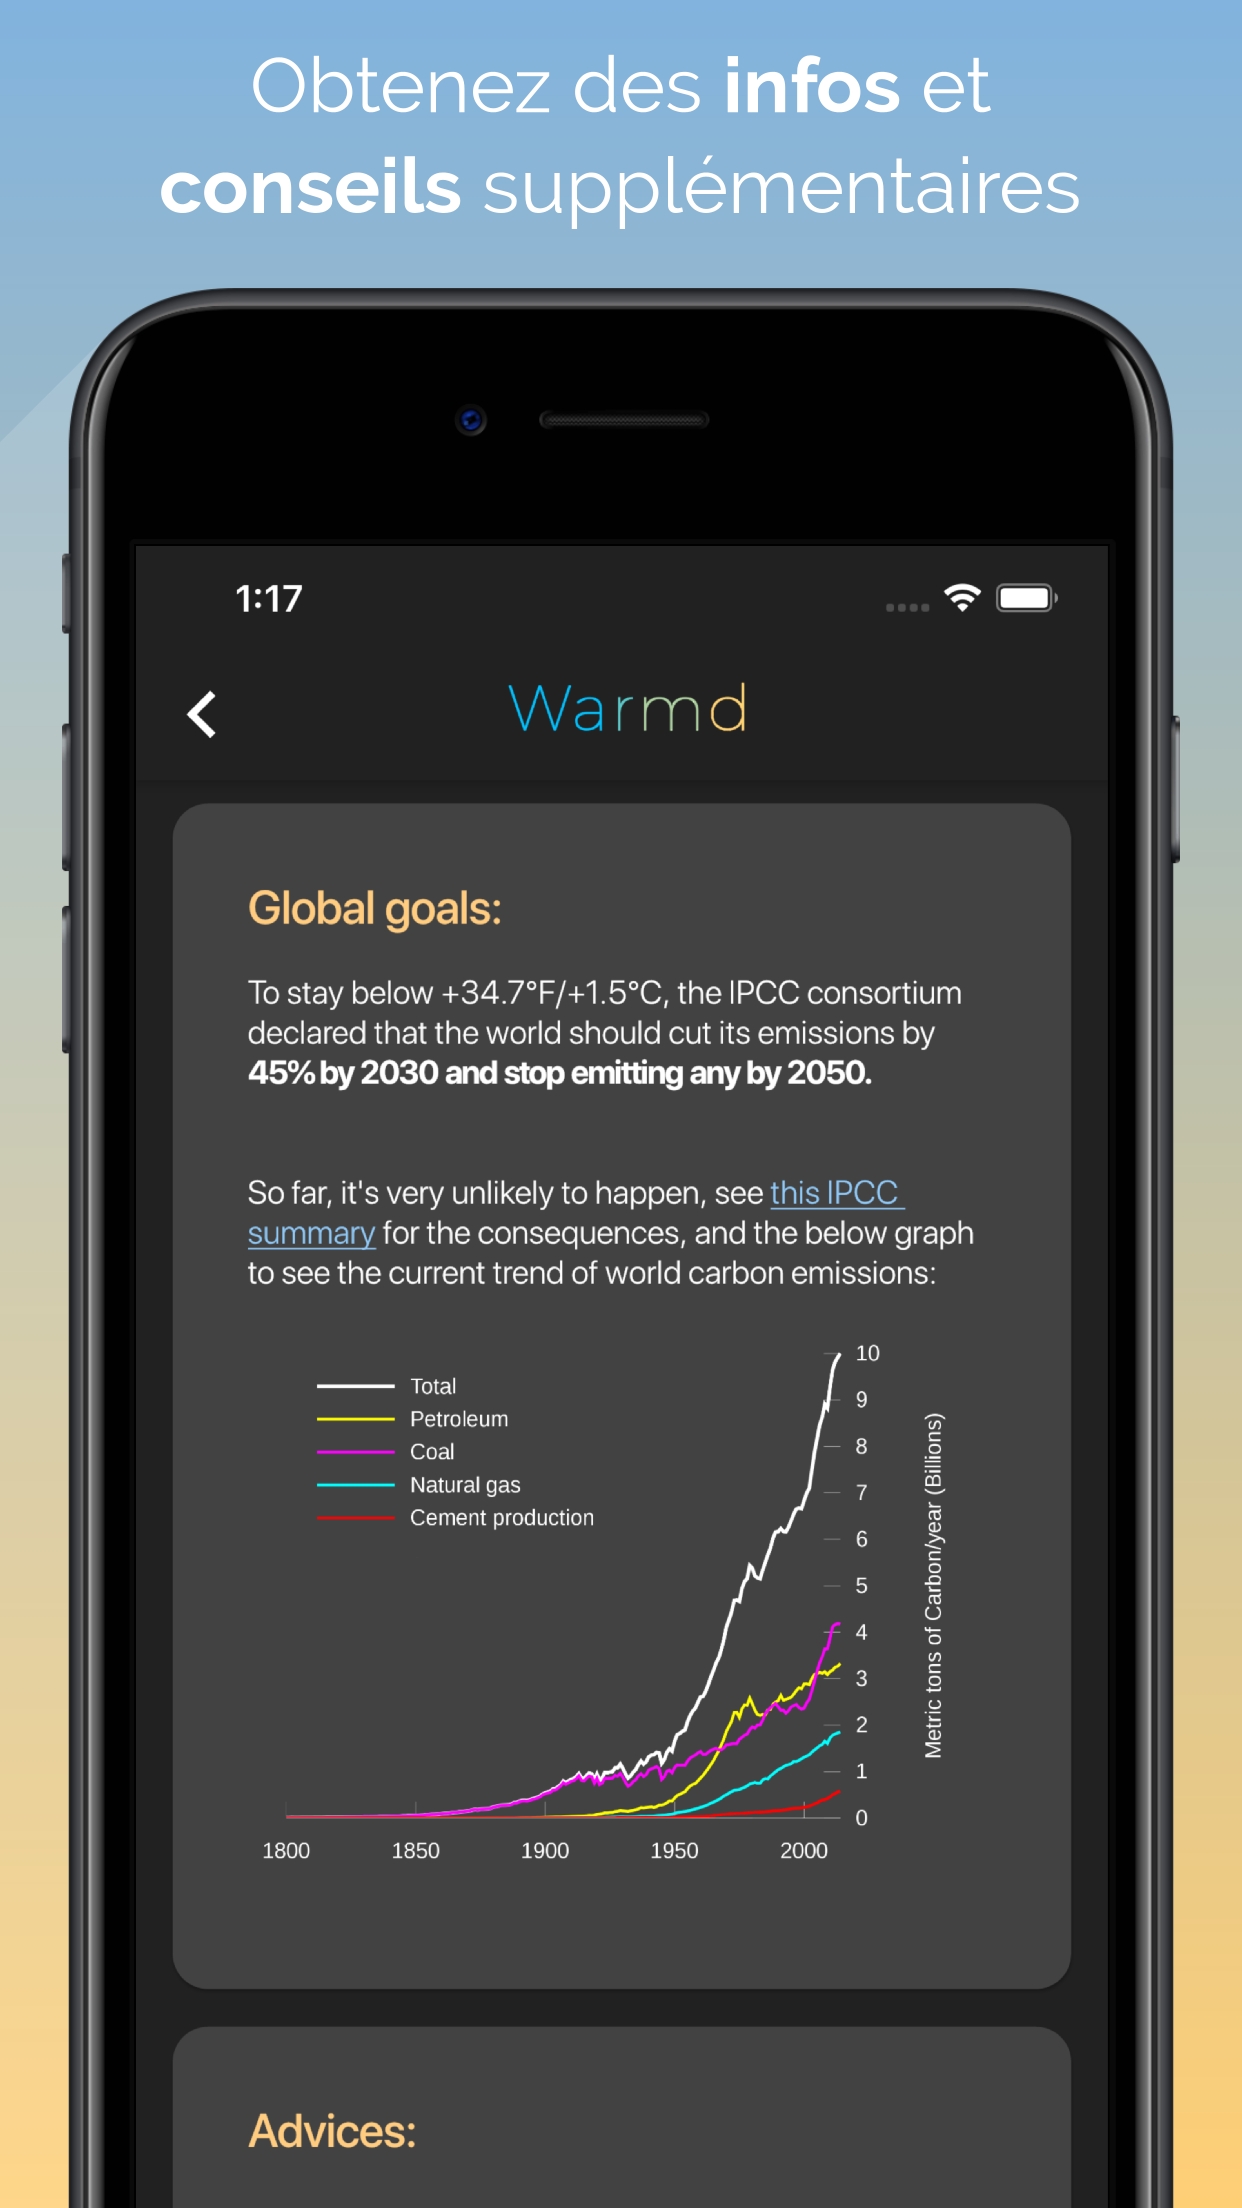 Obtenez des infos et
conseils supplémentaires
1:17
Warmd
Global goals:
To stay below +34.7°F/+1.5°C, the IPCC consortium
declared that the world should cut its emissions by
45% by 2030 and stop emitting any by 2050.
So far, it's very unlikely to happen, see this IPCC
summary for the consequences, and the below graph
to see the current trend of world carbon emissions:
Total
Petroleum
Coal
Natural gas
Cement production
10
9
8
7
6
5
4
3
2
1
0
Metric tons of Carbon/year (Billions)
1800 1850 1900 1950 2000
Advices: